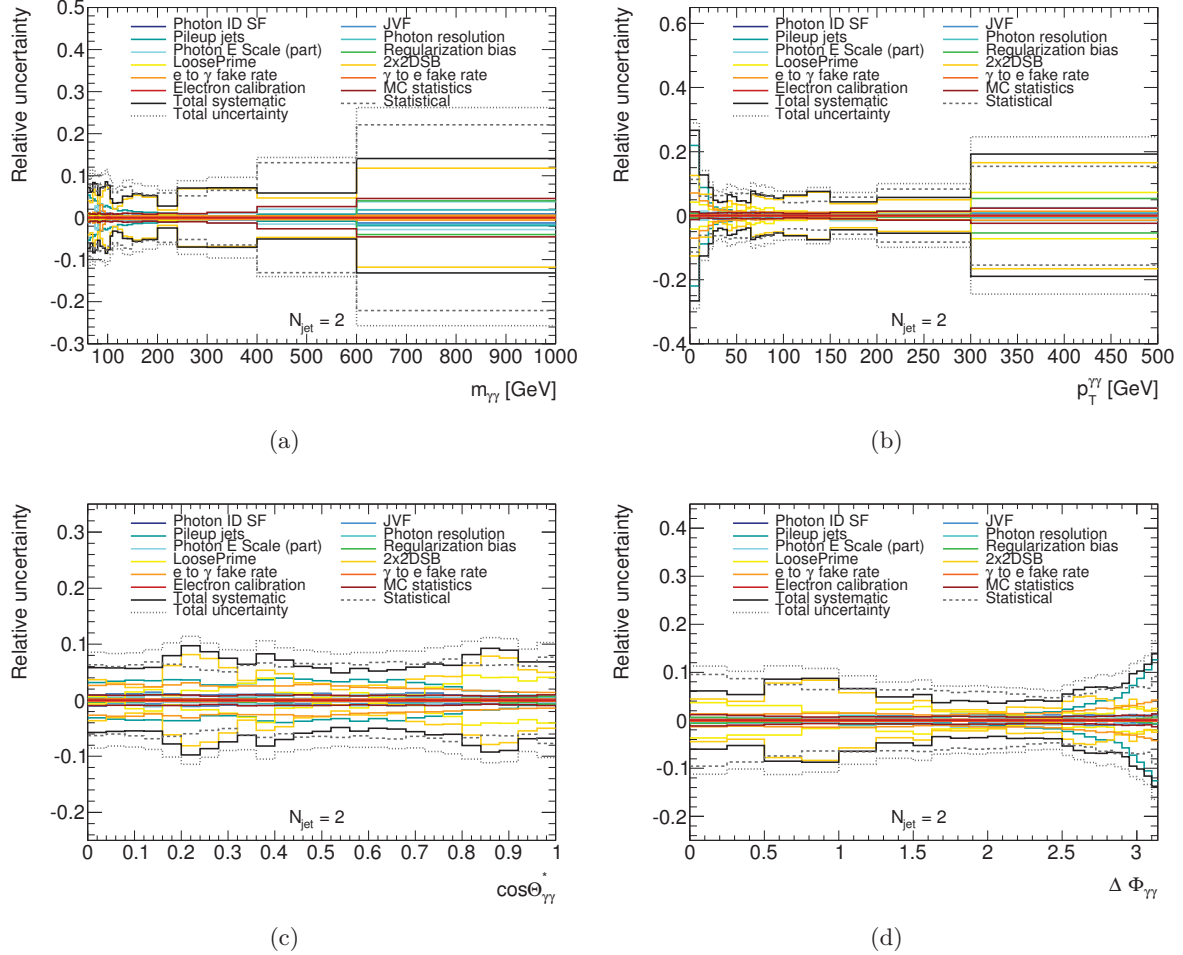 Relative uncertainty
0.5
0.4
0.3
0.2
0.1
0
-0.1
-0.2
-0.3
Photon ID SF
Pileup jets
Photon E Scale (part)
LoosePrime
e to γ fake rate
Electron calibration
Total systematic
Total uncertainty
JVF
Photon resolution
Regularization bias
2x2DSB
γ to e fake rate
MC statistics
Statistical
N_jet = 2
100 200 300 400 500 600 700 800 900 1000
m_γγ [GeV]
(a)
Relative uncertainty
0.6
0.4
0.2
0
-0.2
-0.4
Photon ID SF
Pileup jets
Photon E Scale (part)
LoosePrime
e to γ fake rate
Electron calibration
Total systematic
Total uncertainty
JVF
Photon resolution
Regularization bias
2x2DSB
γ to e fake rate
MC statistics
Statistical
N_jet = 2
0 50 100 150 200 250 300 350 400 450 500
p_T^γγ [GeV]
(b)
Relative uncertainty
0.3
0.2
0.1
0
-0.1
-0.2
Photon ID SF
Pileup jets
Photon E Scale (part)
LoosePrime
e to γ fake rate
Electron calibration
Total systematic
Total uncertainty
JVF
Photon resolution
Regularization bias
2x2DSB
γ to e fake rate
MC statistics
Statistical
N_jet = 2
0 0.1 0.2 0.3 0.4 0.5 0.6 0.7 0.8 0.9 1
cosΘ*_γγ
(c)
Relative uncertainty
0.4
0.3
0.2
0.1
0
-0.1
-0.2
Photon ID SF
Pileup jets
Photon E Scale (part)
LoosePrime
e to γ fake rate
Electron calibration
Total systematic
Total uncertainty
JVF
Photon resolution
Regularization bias
2x2DSB
γ to e fake rate
MC statistics
Statistical
N_jet = 2
0 0.5 1 1.5 2 2.5 3
Δ Φ_γγ
(d)